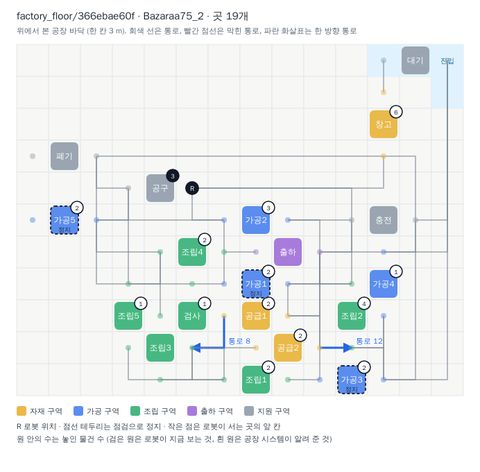 factory_floor/366ebae60f · Bazaraa75_2 · 곳 19개
위에서 본 공장 바닥 (한 칸 3 m). 회색 선은 통로, 빨간 점선은 막힌 통로, 파란 화살표는 한 방향 통로
대기
진입
창고
6
폐기
공구
3
R
가공5
2
정지
가공2
3
충전
조립4
2
출하
가공1
2
정지
가공4
1
조립5
1
검사
1
공급1
2
조립2
4
조립3
통로 8
공급2
2
통로 12
조립1
2
가공3
2
정지
자재 구역
가공 구역
조립 구역
출하 구역
지원 구역
R 로봇 위치 · 점선 테두리는 점검으로 정지 · 작은 점은 로봇이 서는 곳의 앞 칸
원 안의 수는 놓인 물건 수 (검은 원은 로봇이 지금 보는 것, 흰 원은 공장 시스템이 알려 준 것)